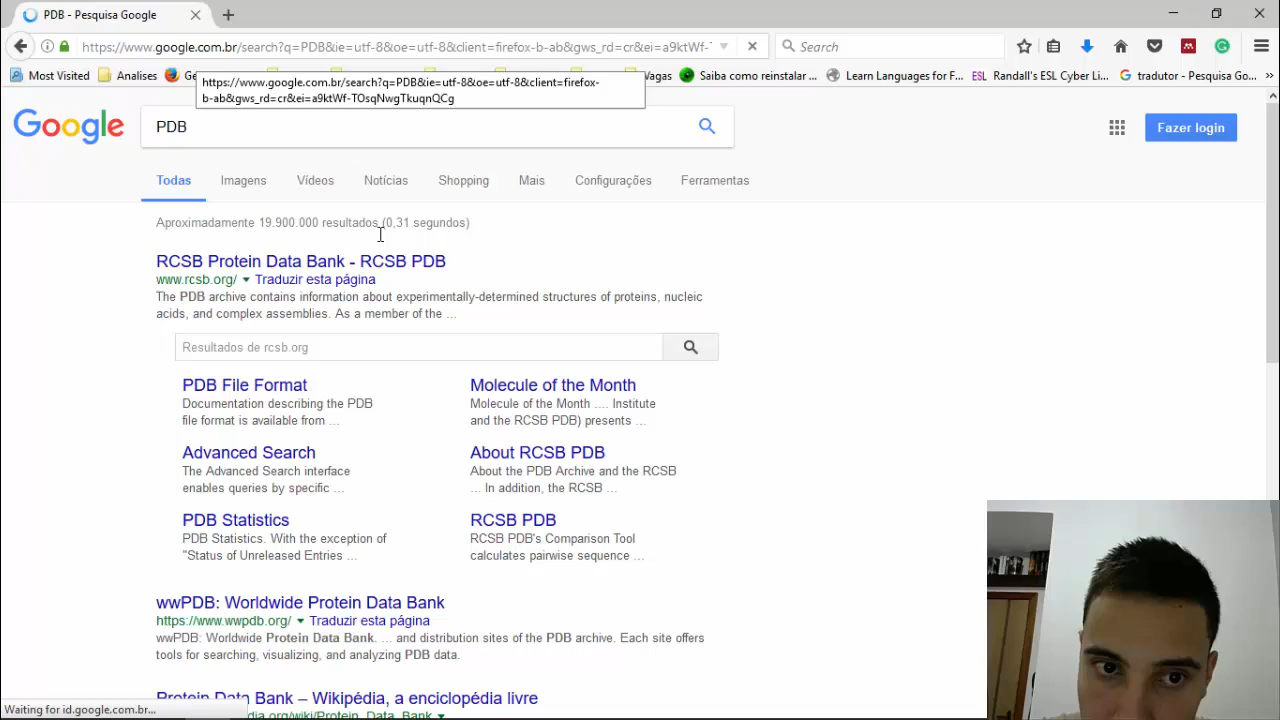 PDB - Pesquisa Google
https://www.google.com.br/search?q=PDB&ie=utf-8&oe=utf-8&client=firefox-b-ab&gws_rd=cr&ei=a9ktWf-T
Search
Most Visited
Analises
Ge
Vagas
Saiba como reinstalar ...
Learn Languages for F...
ESL Randall's ESL Cyber Li...
tradutor - Pesquisa Go...
https://www.google.com.br/search?q=PDB&ie=utf-8&oe=utf-8&client=firefox-
b-ab&gws_rd=cr&ei=a9ktWf-TOsqNwgTkuqnQCg
Google
PDB
Fazer login
Todas Imagens Vídeos Notícias Shopping Mais Configurações Ferramentas
Aproximadamente 19.900.000 resultados (0,31 segundos)
RCSB Protein Data Bank - RCSB PDB
www.rcsb.org/ Traduzir esta página
The PDB archive contains information about experimentally-determined structures of proteins, nucleic
acids, and complex assemblies. As a member of the ...
Resultados de rcsb.org
PDB File Format
Documentation describing the PDB
file format is available from ...
Molecule of the Month
Molecule of the Month .... Institute
and the RCSB PDB) presents ...
Advanced Search
The Advanced Search interface
enables queries by specific ...
About RCSB PDB
About the PDB Archive and the RCSB
... In addition, the RCSB ...
PDB Statistics
PDB Statistics. With the exception of
"Status of Unreleased Entries ...
RCSB PDB
RCSB PDB's Comparison Tool
calculates pairwise sequence ...
wwPDB: Worldwide Protein Data Bank
https://www.wwpdb.org/ Traduzir esta página
wwPDB: Worldwide Protein Data Bank. ... and distribution sites of the PDB archive. Each site offers
tools for searching, visualizing, and analyzing PDB data.
Protein Data Bank – Wikipédia, a enciclopédia livre
dia.org/wiki/Protein_Data_Bank
Waiting for id.google.com.br...